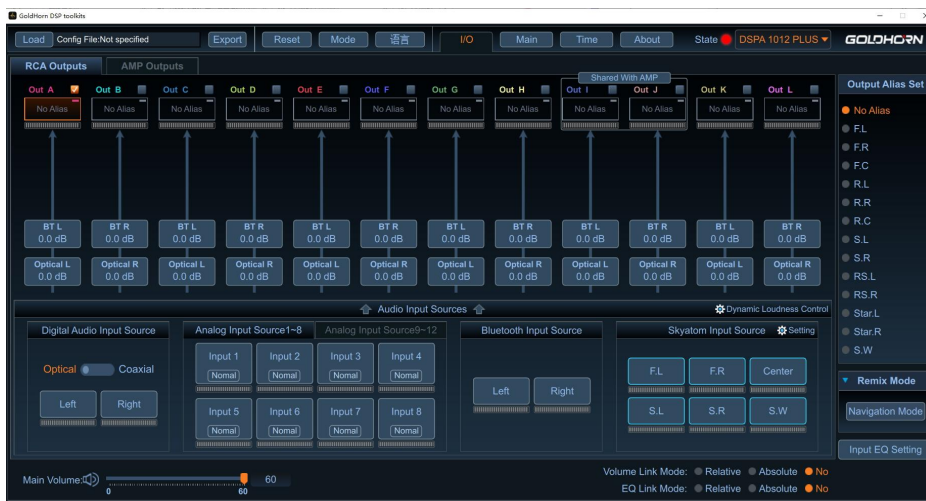 GoldHorn DSP toolkits
Load Config File:Not specified Export Reset Mode 语言 I/O Main Time About State DSPA 1012 PLUS GOLDHORN
RCA Outputs AMP Outputs
Shared With AMP
Output Alias Set
Out A Out B Out C Out D Out E Out F Out G Out H Out I Out J Out K Out L
No Alias No Alias No Alias No Alias No Alias No Alias No Alias No Alias No Alias No Alias No Alias No Alias
No Alias
F.L
F.R
F.C
R.L
R.R
R.C
S.L
S.R
RS.L
RS.R
Star.L
Star.R
S.W
BT L BT R BT L BT R BT L BT R BT L BT R BT L BT R BT L BT R
0.0 dB 0.0 dB 0.0 dB 0.0 dB 0.0 dB 0.0 dB 0.0 dB 0.0 dB 0.0 dB 0.0 dB 0.0 dB 0.0 dB
Optical L Optical R Optical L Optical R Optical L Optical R Optical L Optical R Optical L Optical R Optical L Optical R
0.0 dB 0.0 dB 0.0 dB 0.0 dB 0.0 dB 0.0 dB 0.0 dB 0.0 dB 0.0 dB 0.0 dB 0.0 dB 0.0 dB
Audio Input Sources Dynamic Loudness Control
Digital Audio Input Source Analog Input Source1~8 Analog Input Source9~12 Bluetooth Input Source Skyatom Input Source Setting
Optical Coaxial
Left Right
Input 1 Input 2 Input 3 Input 4
Normal Normal Normal Normal
Input 5 Input 6 Input 7 Input 8
Normal Normal Normal Normal
Left Right
F.L F.R Center
S.L S.R S.W
Remix Mode
Navigation Mode
Input EQ Setting
Main Volume: 60
0 60
Volume Link Mode: Relative Absolute No
EQ Link Mode: Relative Absolute No